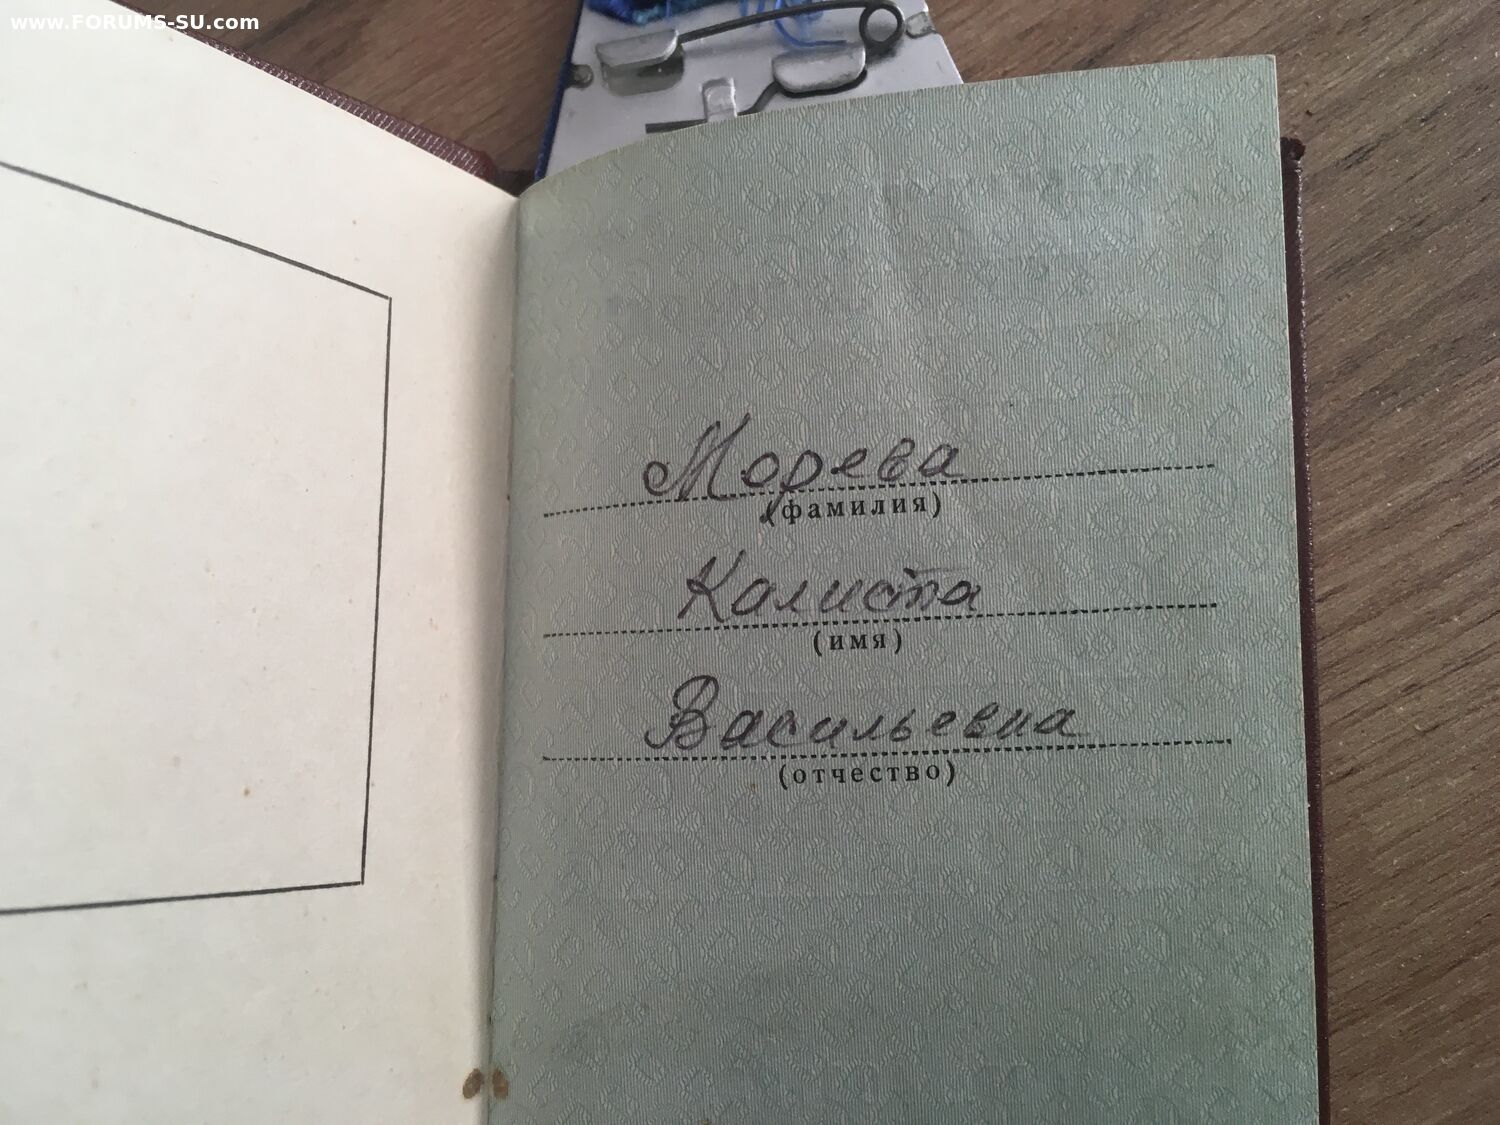 www.FORUMS-SU.com
Морева
(фамилия)
Калиста
(имя)
Васильевна
(отчество)